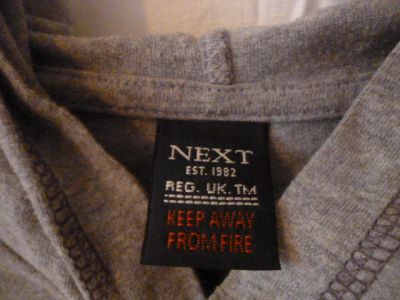 NEXT
EST. 1982
REG. UK. TM
KEEP AWAY
FROM FIRE